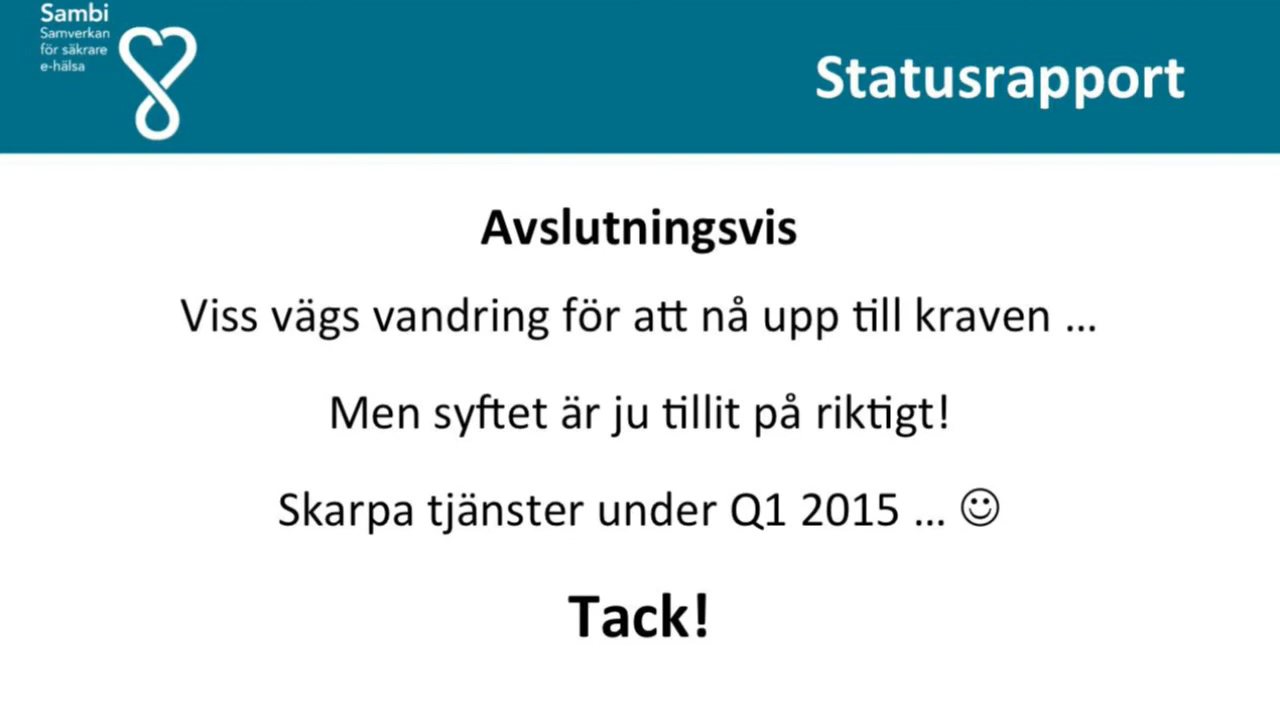 Sambi
Samverkan
för säkrare
e-hälsa
Statusrapport
Avslutningsvis
Viss vägs vandring för att nå upp till kraven ...
Men syftet är ju tillit på riktigt!
Skarpa tjänster under Q1 2015 ... ☺
Tack!